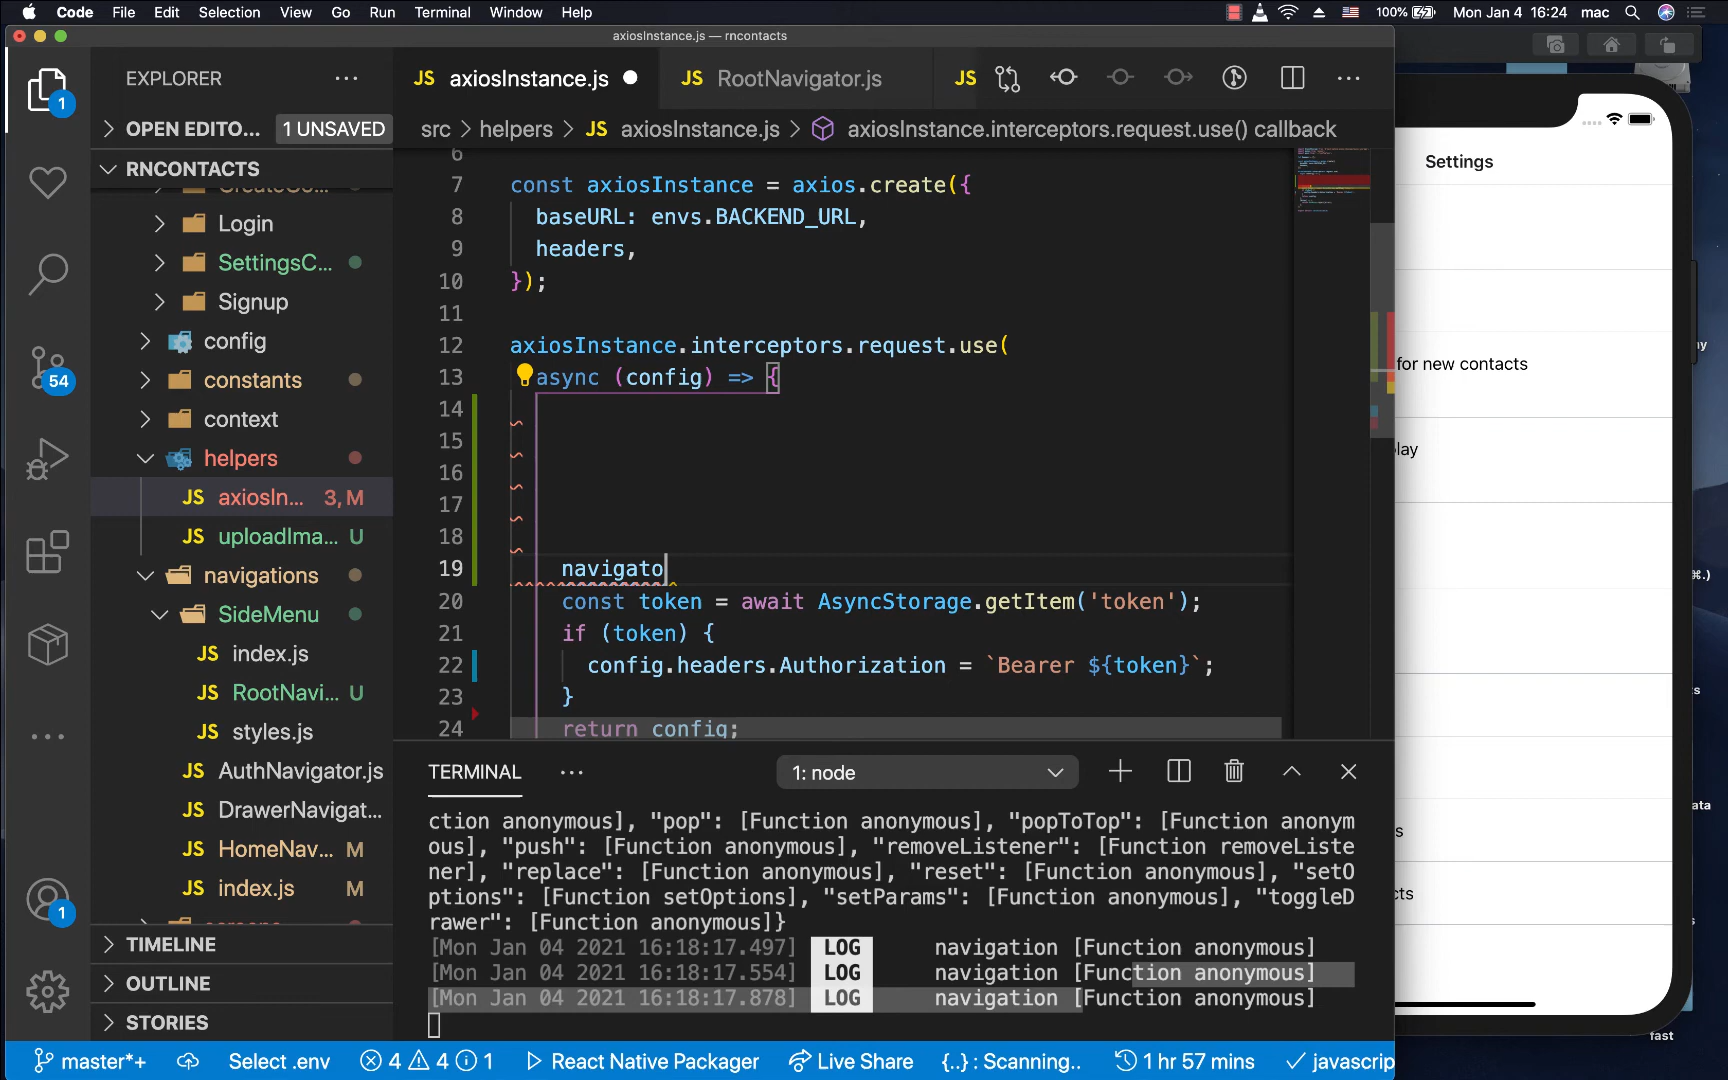 Code File Edit Selection View Go Run Terminal Window Help 100% Mon Jan 4 16:24 mac
axiosInstance.js — rncontacts
EXPLORER ...
JS axiosInstance.js
JS RootNavigator.js
JS
OPEN EDITO... 1 UNSAVED
src > helpers > JS axiosInstance.js > axiosInstance.interceptors.request.use() callback
RNCONTACTS
Login
SettingsC...
Signup
config
constants
context
helpers
JS axiosIn... 3, M
JS uploadIma... U
navigations
SideMenu
JS index.js
JS RootNavi... U
JS styles.js
JS AuthNavigator.js
JS DrawerNavigat...
JS HomeNav... M
JS index.js M
TIMELINE
OUTLINE
STORIES
1
54
1
6
7 const axiosInstance = axios.create({
8 baseURL: envs.BACKEND_URL,
9 headers,
10 });
11
12 axiosInstance.interceptors.request.use(
13 async (config) => {
14
15
16
17
18
19 navigato
20 const token = await AsyncStorage.getItem('token');
21 if (token) {
22 config.headers.Authorization = `Bearer ${token}`;
23 }
24 return config;
TERMINAL ... 1: node
ction anonymous], "pop": [Function anonymous], "popToTop": [Function anonym
ous], "push": [Function anonymous], "removeListener": [Function removeListe
ner], "replace": [Function anonymous], "reset": [Function anonymous], "setO
ptions": [Function setOptions], "setParams": [Function anonymous], "toggleD
rawer": [Function anonymous]}
[Mon Jan 04 2021 16:18:17.497] LOG navigation [Function anonymous]
[Mon Jan 04 2021 16:18:17.554] LOG navigation [Function anonymous]
[Mon Jan 04 2021 16:18:17.878] LOG navigation [Function anonymous]
master*+ Select .env 4 4 1 React Native Packager Live Share {..} : Scanning.. 1 hr 57 mins javascrip
Settings
for new contacts
lay
s
cts
ny
⌘.)
s
ata
fast